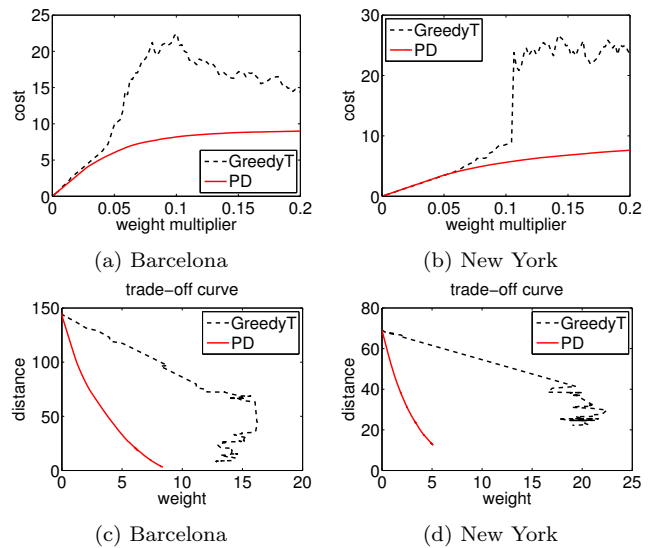 25
20
15
10
5
0
cost
0 0.05 0.1 0.15 0.2
weight multiplier
GreedyT
PD
(a) Barcelona
30
20
10
0
cost
0 0.05 0.1 0.15 0.2
weight multiplier
GreedyT
PD
(b) New York
trade-off curve
150
100
50
0
distance
0 5 10 15 20
weight
GreedyT
PD
(c) Barcelona
trade-off curve
80
60
40
20
0
distance
0 5 10 15 20 25
weight
GreedyT
PD
(d) New York